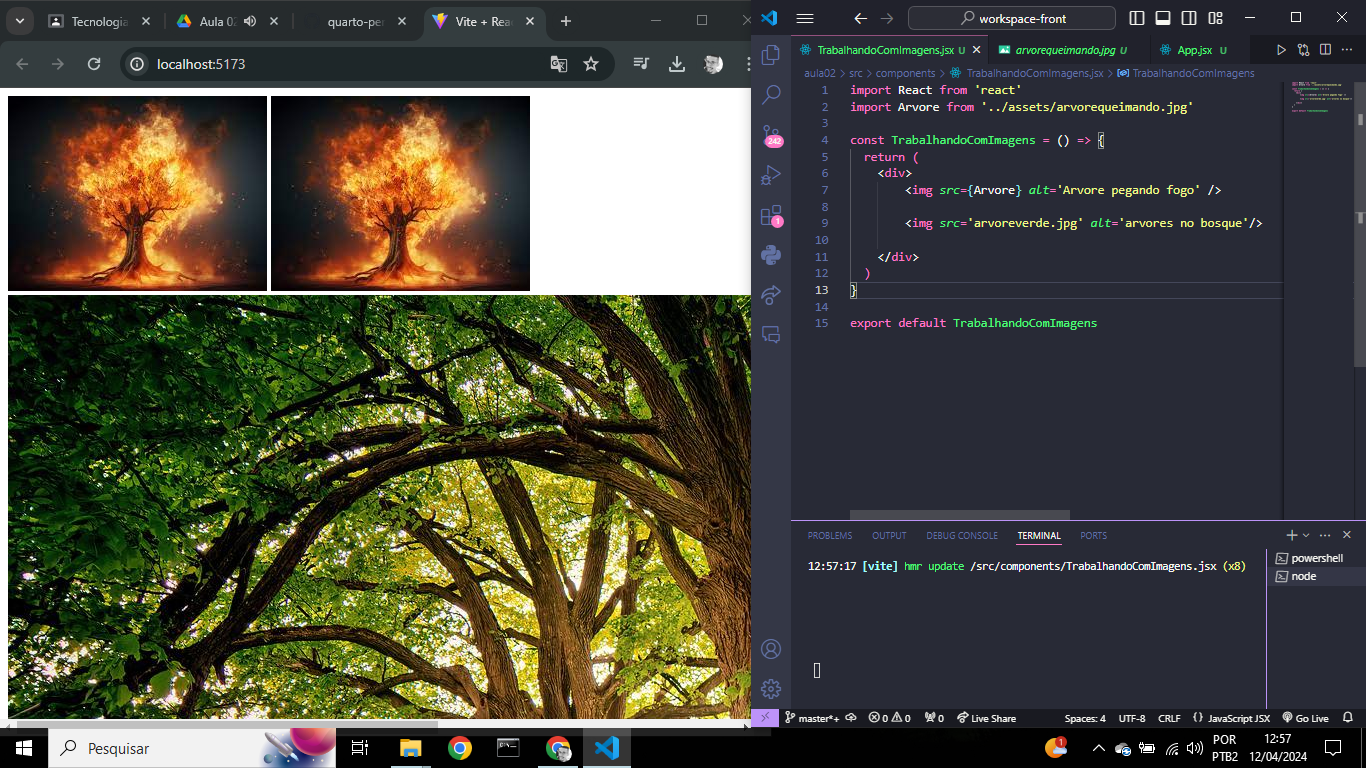 Tecnologia
Aula 02
quarto-per
Vite + Rea
localhost:5173
workspace-front
TrabalhandoComImagens.jsx U
arvorequeimando.jpg U
App.jsx U
aula02 > src > components > TrabalhandoComImagens.jsx > TrabalhandoComImagens
1 import React from 'react'
2 import Arvore from '../assets/arvorequeimando.jpg'
3
4 const TrabalhandoComImagens = () => {
5 return (
6 <div>
7 <img src={Arvore} alt='Arvore pegando fogo' />
8
9 <img src='arvoreverde.jpg' alt='arvores no bosque'/>
10
11 </div>
12 )
13 }
14
15 export default TrabalhandoComImagens
242
1
PROBLEMS OUTPUT DEBUG CONSOLE TERMINAL PORTS
12:57:17 [vite] hmr update /src/components/TrabalhandoComImagens.jsx (x8)
powershell
node
master*+ 0 0 0 Live Share Spaces: 4 UTF-8 CRLF JavaScript JSX Go Live
Pesquisar
1
POR
PTB2
12:57
12/04/2024